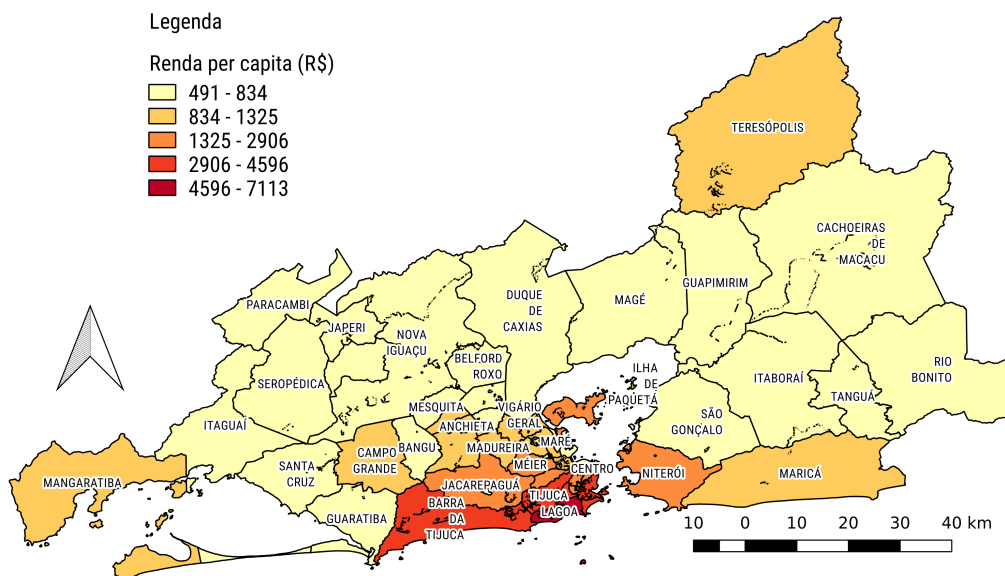 Legenda
Renda per capita (R$)
491 - 834
834 - 1325
1325 - 2906
2906 - 4596
4596 - 7113
TERESÓPOLIS
CACHOEIRAS
DE
MACACU
GUAPIMIRIM
MAGÉ
DUQUE
DE
CAXIAS
PARACAMBI
JAPERI
NOVA
IGUAÇU
BELFORD
ROXO
SEROPÉDICA
ITAGUAÍ
MESQUITA
VIGÁRIO
GERAL
ILHA
DE
PAQUETÁ
ITABORAÍ
RIO
BONITO
TANGUÁ
SÃO
GONÇALO
ANCHIETA
MARÉ
MADUREIRA
BANGU
CAMPO
GRANDE
MÉIER
CENTRO
SANTA
CRUZ
MANGARATIBA
JACAREPAGUÁ
NITERÓI
MARICÁ
TIJUCA
LAGOA
BARRA
DA
TIJUCA
GUARATIBA
10 0 10 20 30 40 km